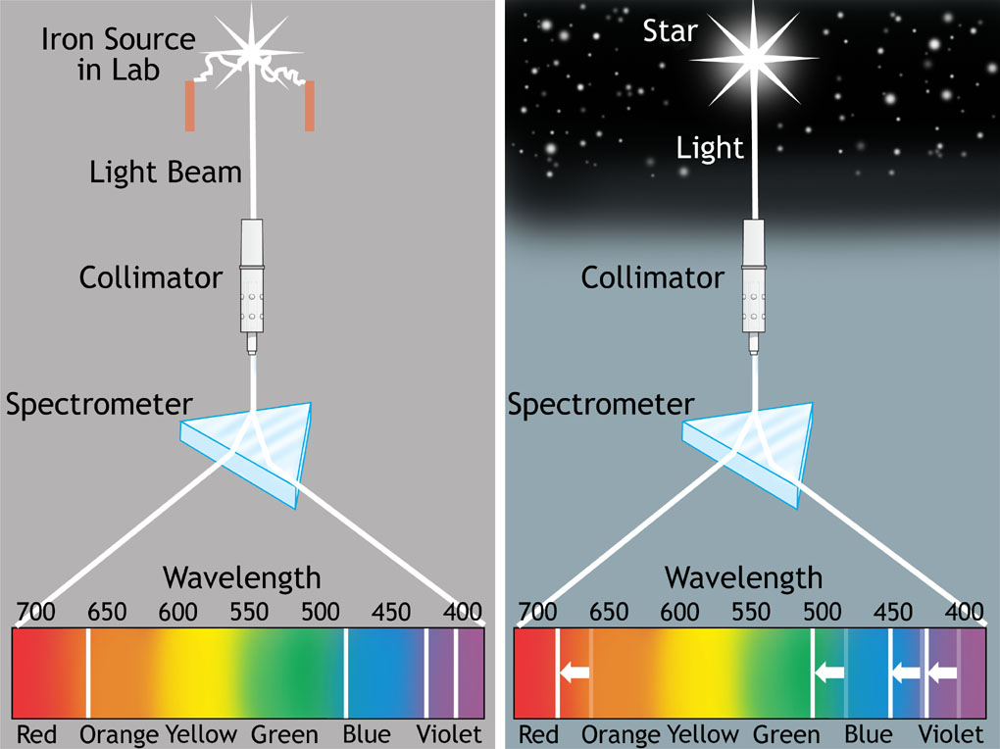 Iron Source
in Lab
Light Beam
Collimator
Spectrometer
Wavelength
700 650 600 550 500 450 400
Red Orange Yellow Green Blue Violet
Star
Light
Collimator
Spectrometer
Wavelength
700 650 600 550 500 450 400
Red Orange Yellow Green Blue Violet